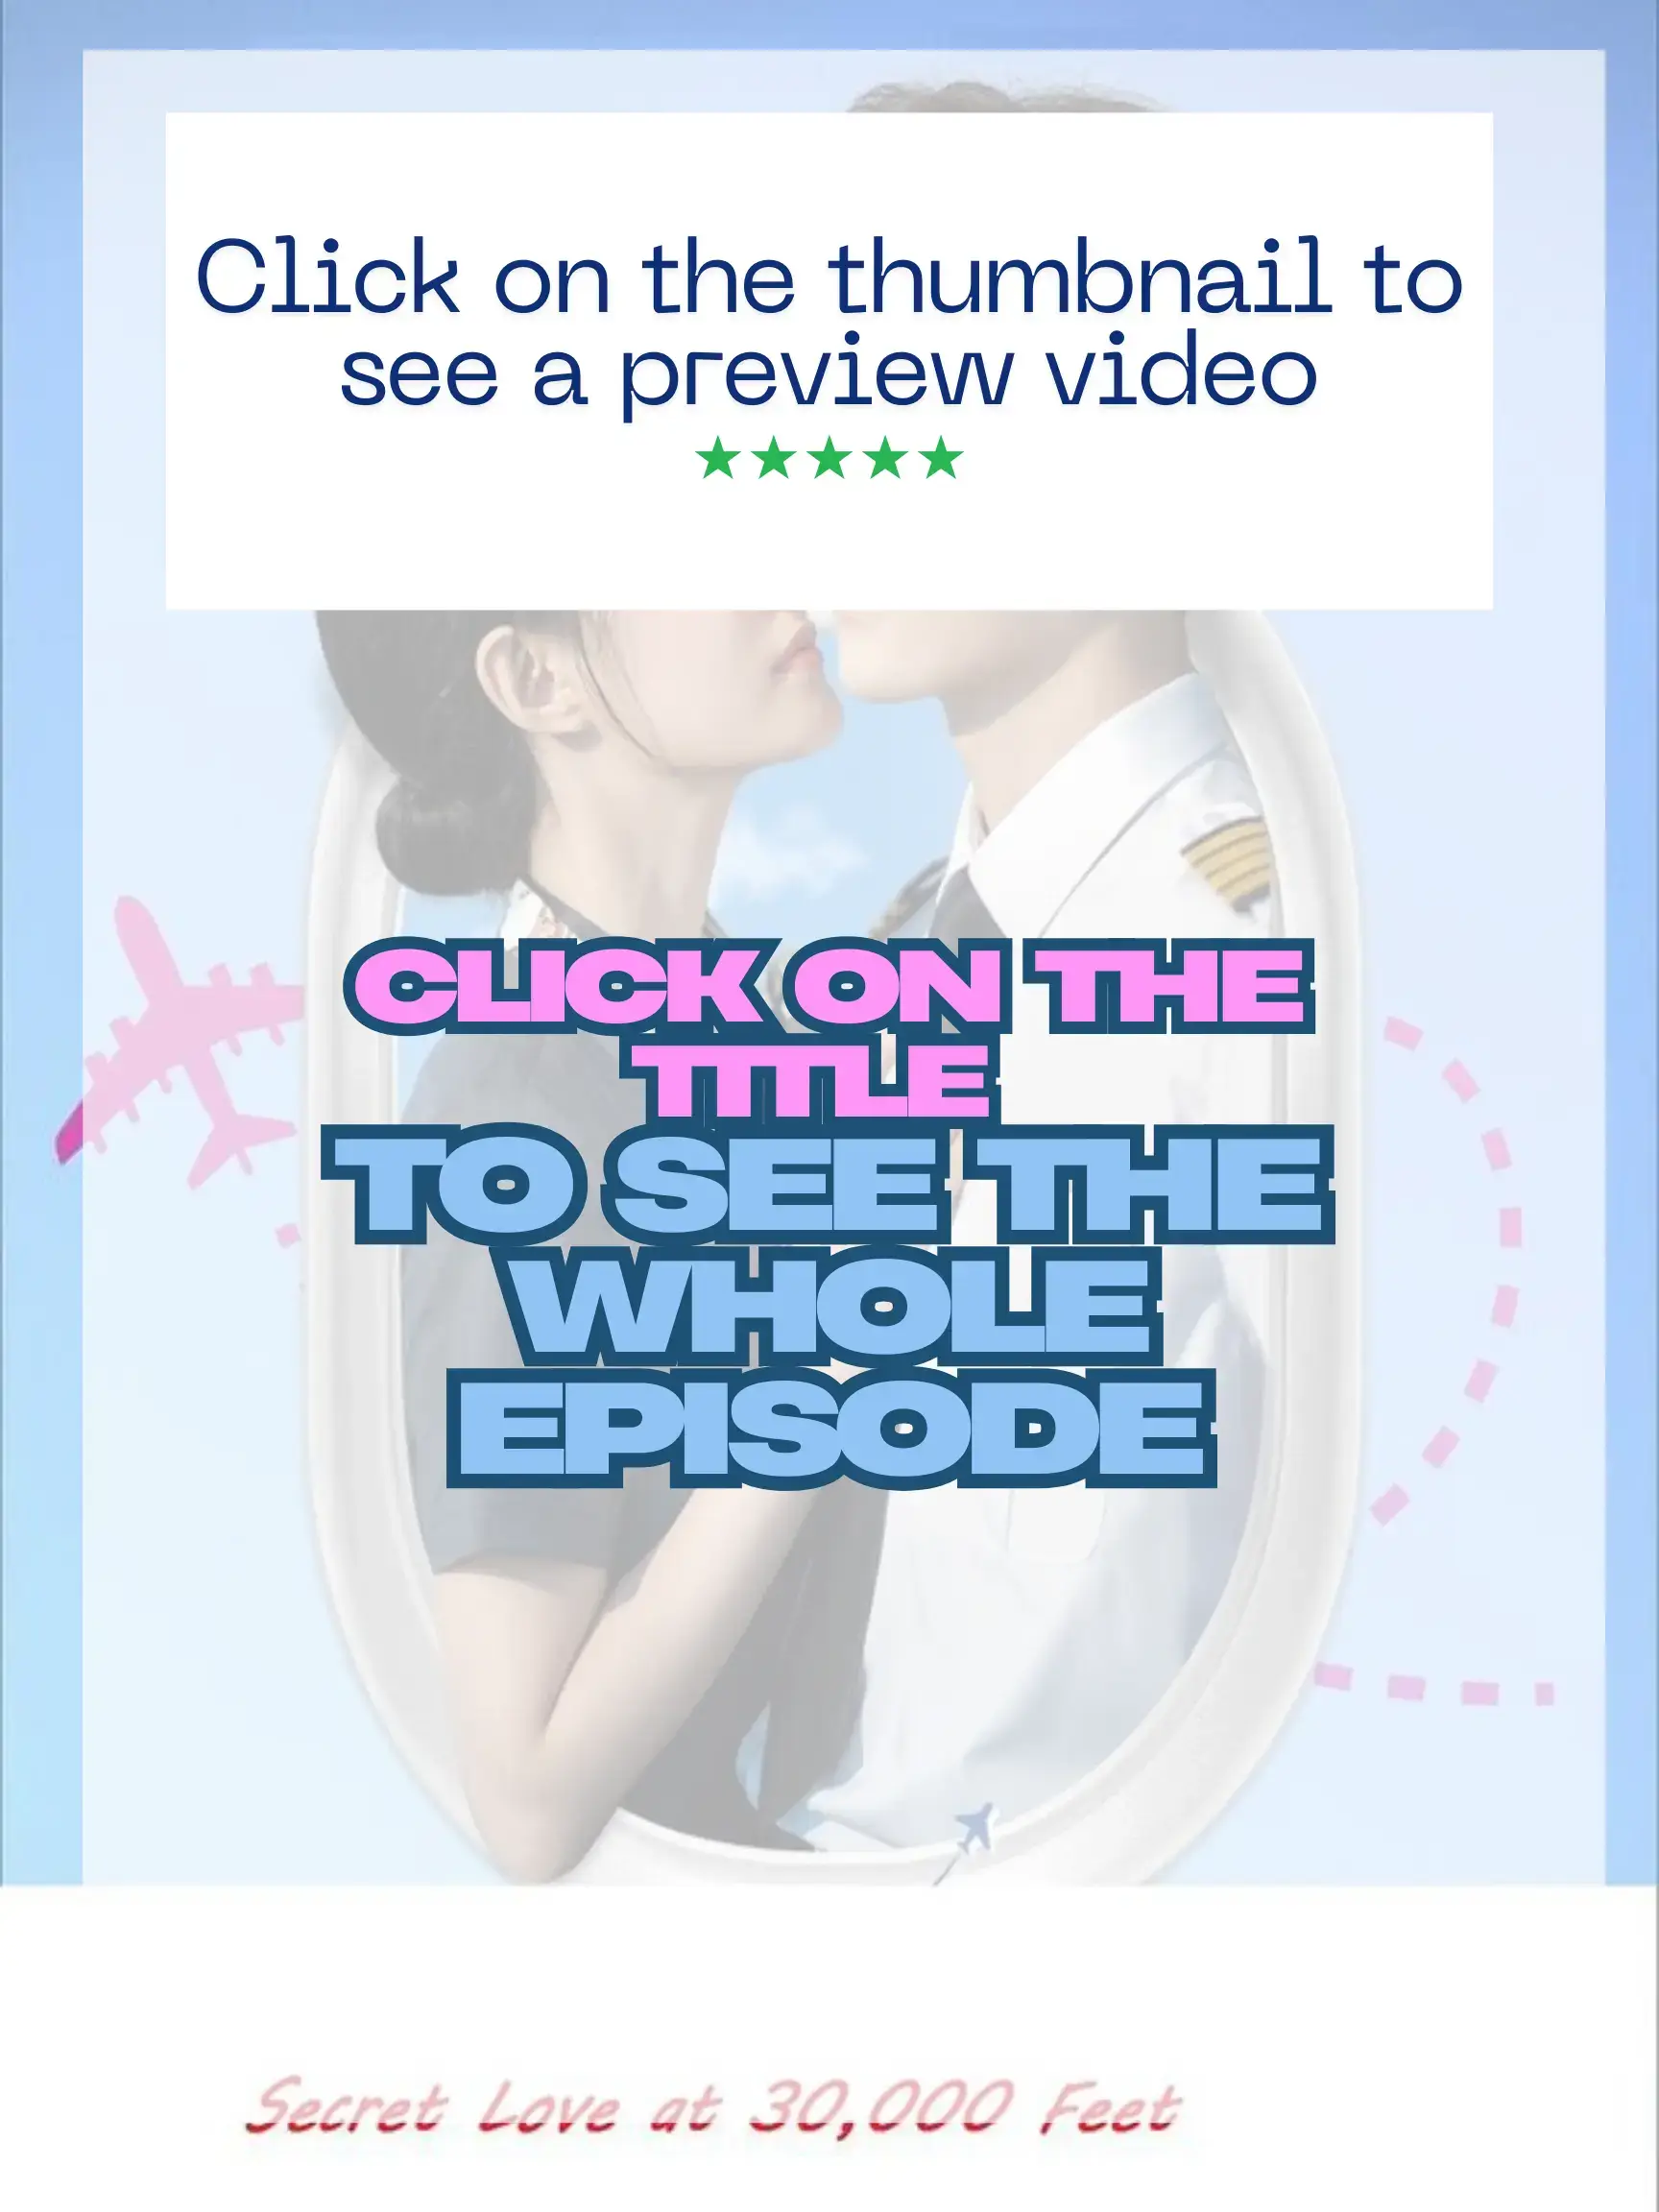 Click on the thumbnail to
see a preview video
★★★★★
CLICK ON THE
TITLE
TO SEE THE
WHOLE
EPISODE
Secret Love at 30,000 Feet